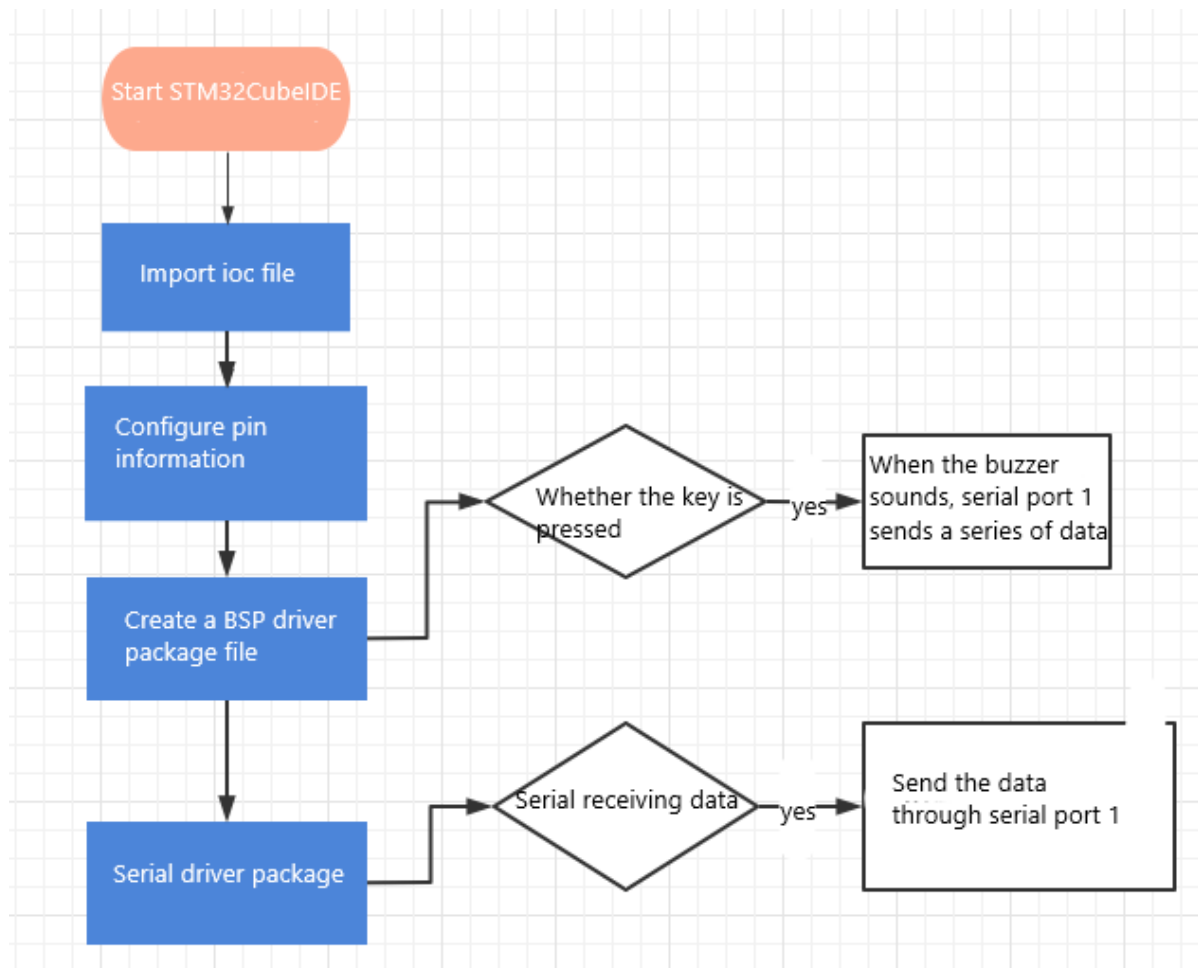 Start STM32CubeIDE
Import ioc file
Configure pin
information
Whether the key is
pressed
yes
When the buzzer
sounds, serial port 1
sends a series of data
Create a BSP driver
package file
Serial receiving data
yes
Send the data
through serial port 1
Serial driver package